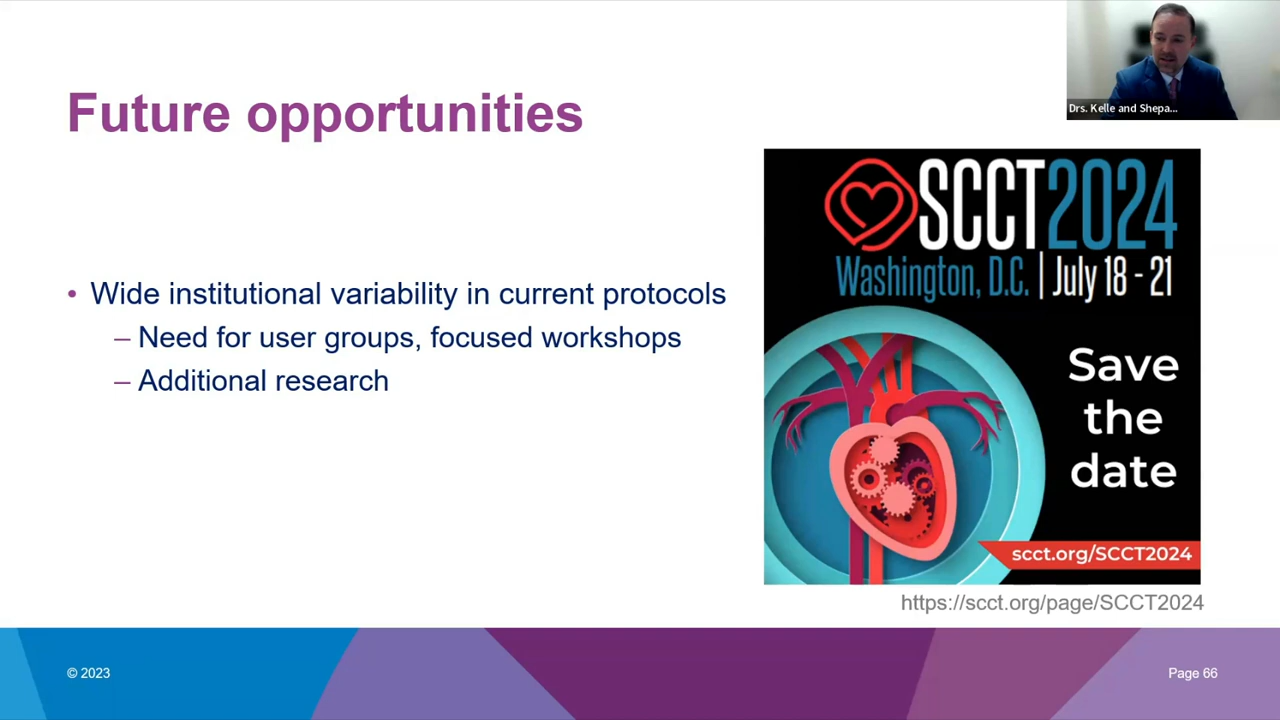 Drs. Kelle and Shepa...
Future opportunities
• Wide institutional variability in current protocols
– Need for user groups, focused workshops
– Additional research
SCCT2024
Washington, D.C. | July 18 - 21
Save
the
date
scct.org/SCCT2024
https://scct.org/page/SCCT2024
© 2023
Page 66